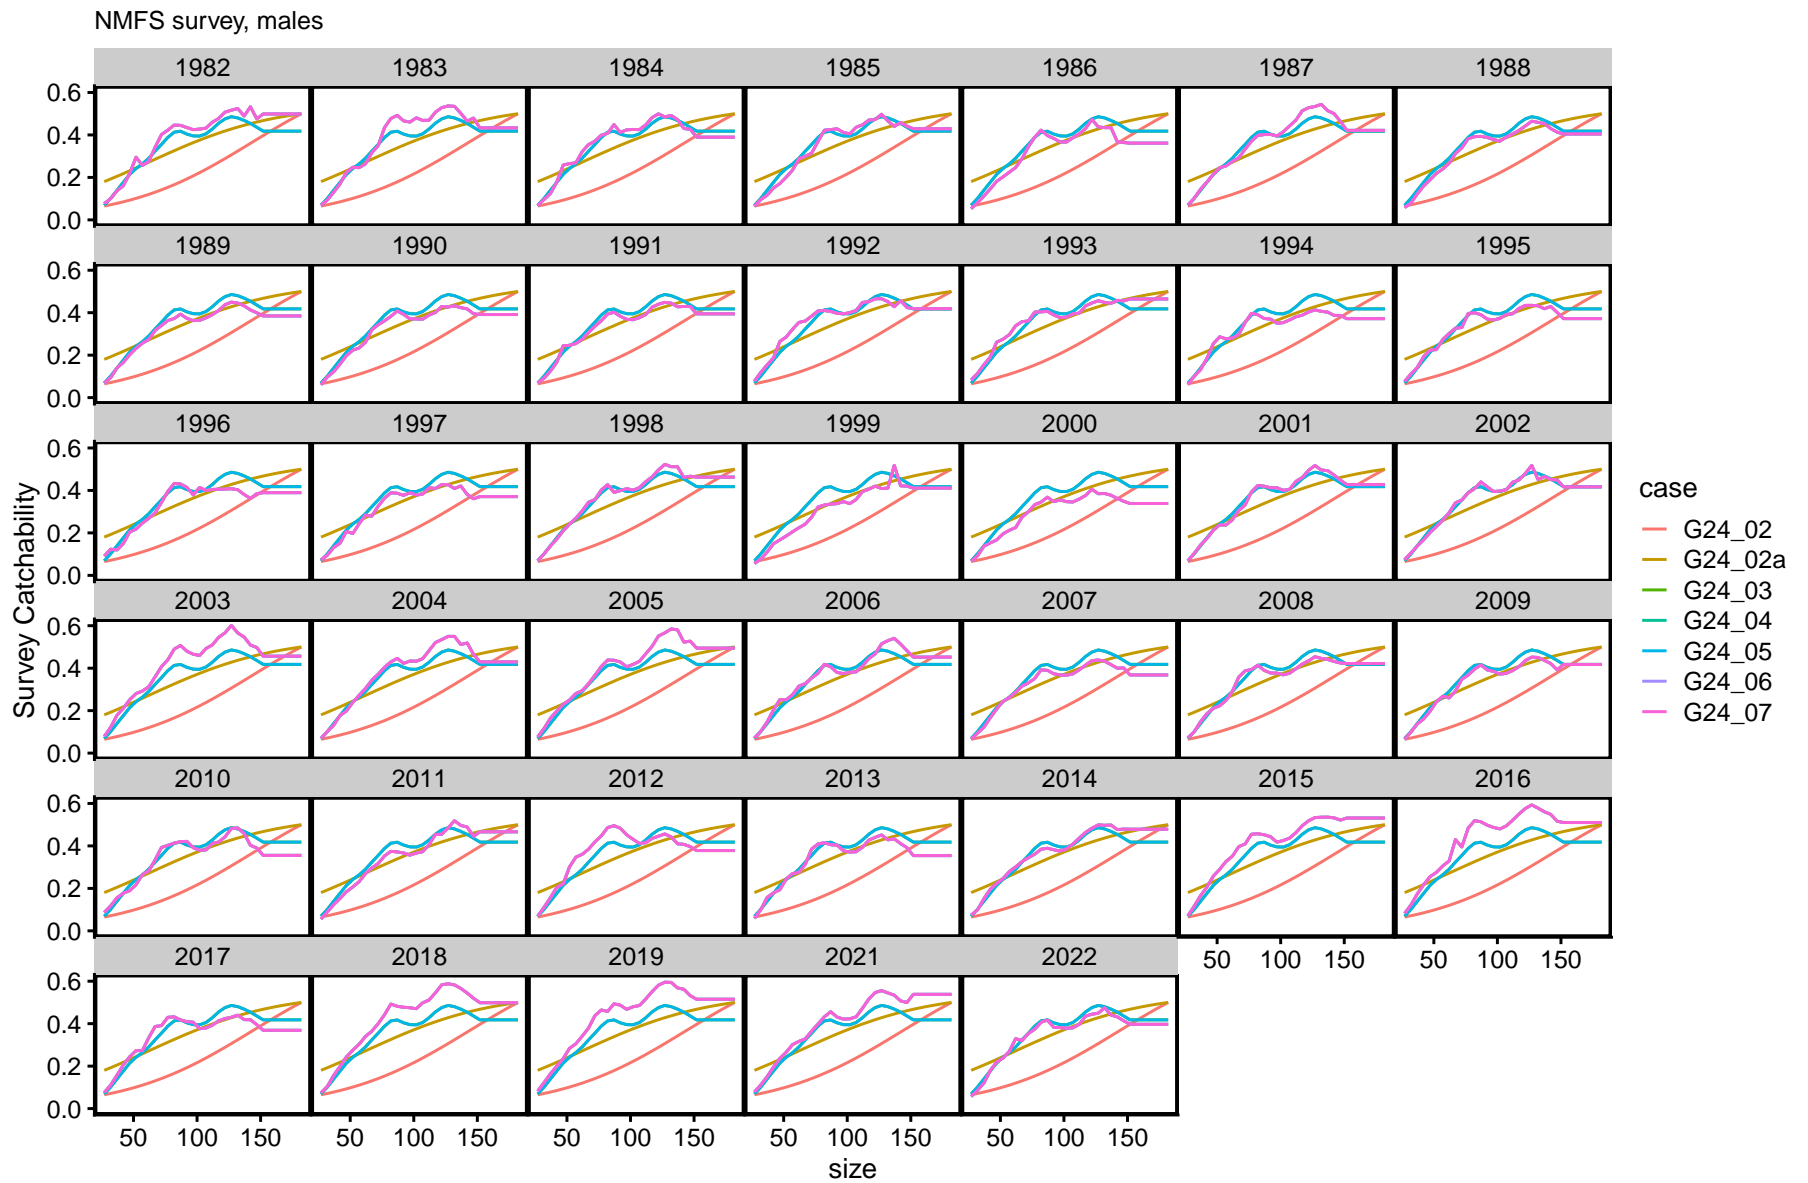 NMFS survey, males
1982 1983 1984 1985 1986 1987 1988
0.6
0.4
0.2
0.0
1989 1990 1991 1992 1993 1994 1995
0.6
0.4
0.2
0.0
1996 1997 1998 1999 2000 2001 2002
0.6
0.4
0.2
0.0
2003 2004 2005 2006 2007 2008 2009
0.6
0.4
0.2
0.0
2010 2011 2012 2013 2014 2015 2016
0.6
0.4
0.2
0.0
50 100 150 50 100 150
2017 2018 2019 2021 2022
0.6
0.4
0.2
0.0
50 100 150 50 100 150 50 100 150 50 100 150 50 100 150
size
Survey Catchability
case
G24_02
G24_02a
G24_03
G24_04
G24_05
G24_06
G24_07